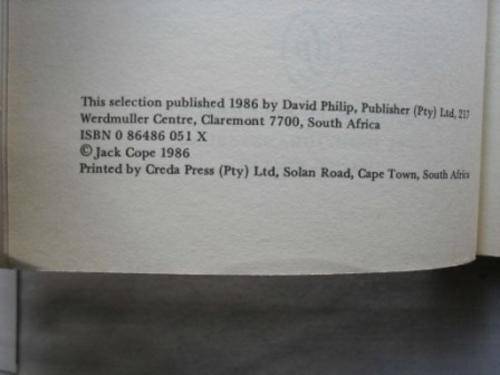 This selection published 1986 by David Philip, Publisher (Pty) Ltd, 217
Werdmuller Centre, Claremont 7700, South Africa
ISBN 0 86486 051 X
© Jack Cope 1986
Printed by Creda Press (Pty) Ltd, Solan Road, Cape Town, South Africa